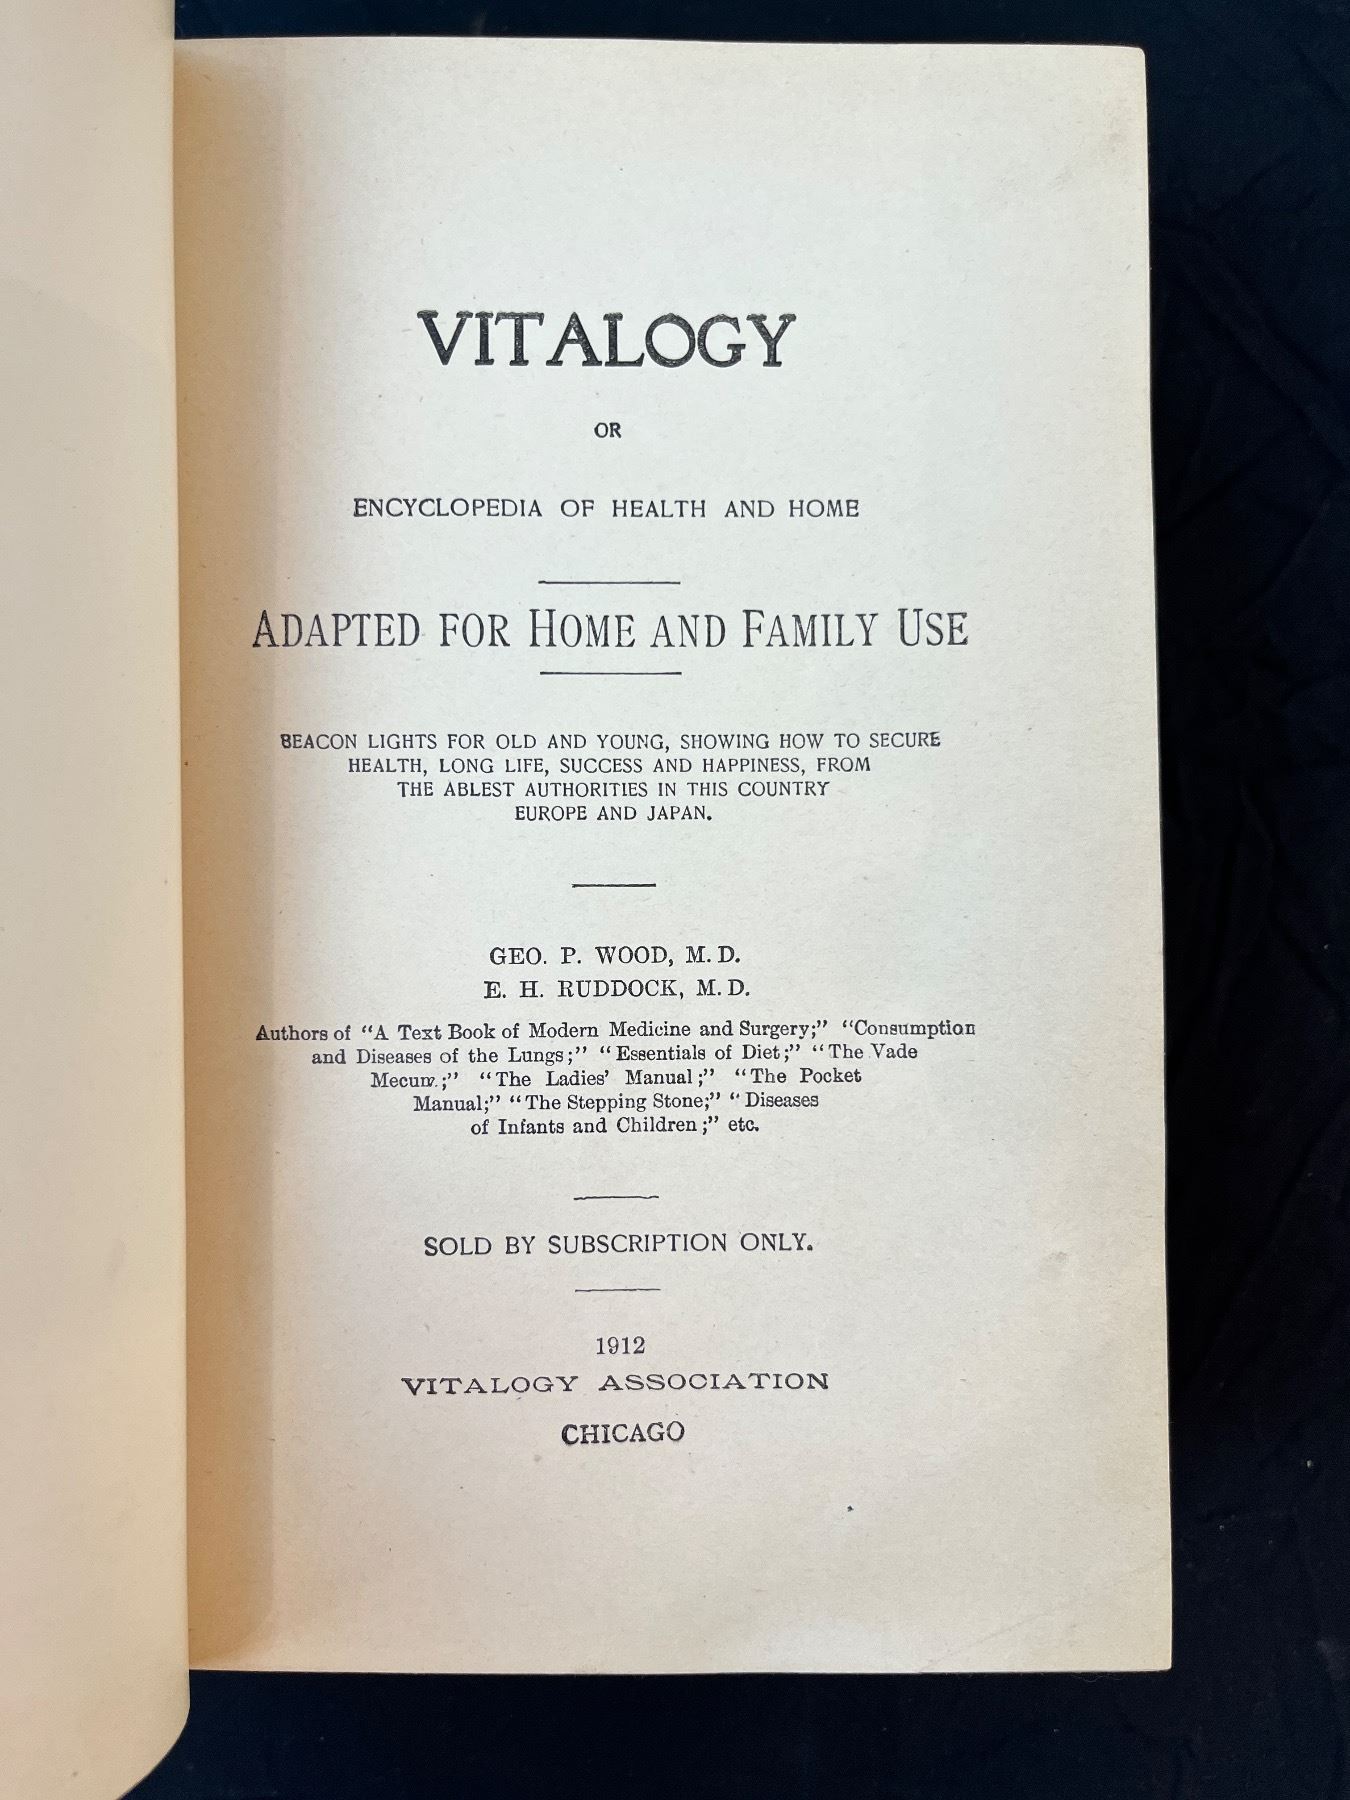 VITALOGY
OR
ENCYCLOPEDIA OF HEALTH AND HOME
ADAPTED FOR HOME AND FAMILY USE
BEACON LIGHTS FOR OLD AND YOUNG, SHOWING HOW TO SECURE
HEALTH, LONG LIFE, SUCCESS AND HAPPINESS, FROM
THE ABLEST AUTHORITIES IN THIS COUNTRY
EUROPE AND JAPAN.
GEO. P. WOOD, M. D.
E. H. RUDDOCK, M. D.
Authors of “A Text Book of Modern Medicine and Surgery;” “Consumption
and Diseases of the Lungs;” “Essentials of Diet;” “The Vade
Mecum.;” “The Ladies’ Manual;” “The Pocket
Manual;” “The Stepping Stone;” “Diseases
of Infants and Children;” etc.
SOLD BY SUBSCRIPTION ONLY.
1912
VITALOGY ASSOCIATION
CHICAGO